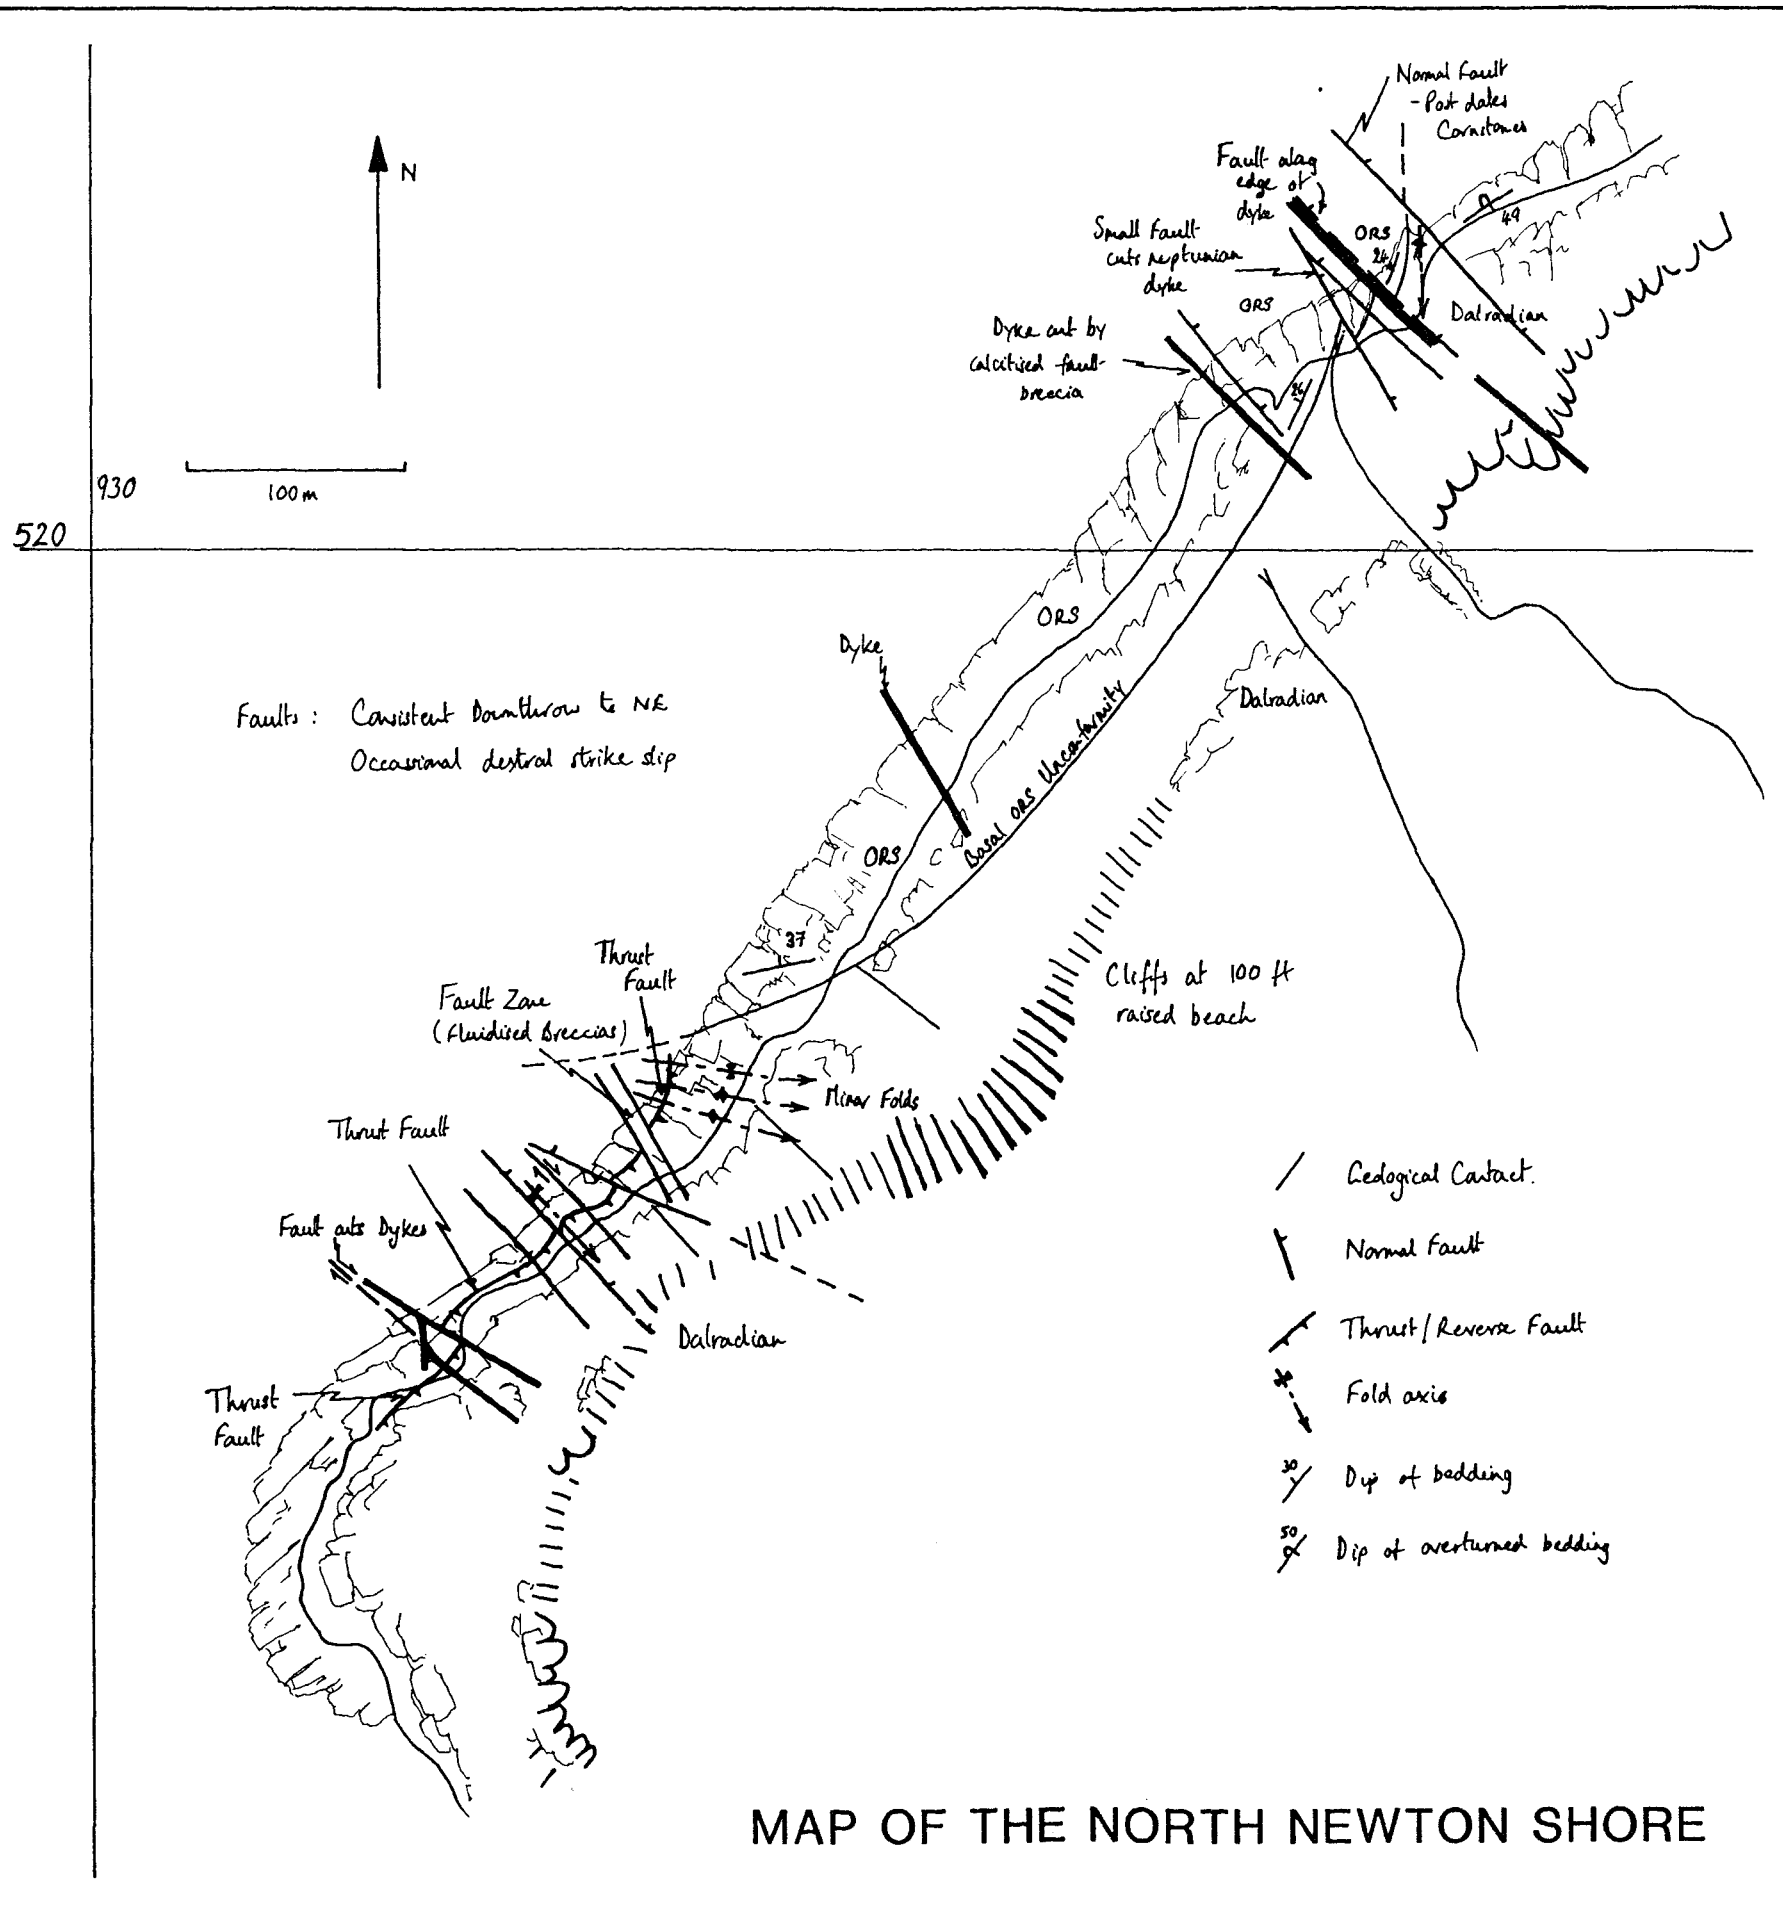 Normal Fault
- Post dates
Cornstones
N
Fault along
edge of
dyke
ORS
24
49
Small Fault
cuts neptunian
dyke
ORS
Dalradian
Dyke cut by
calcitised fault
breccia
26
930
100m
520
ORS
Dyke
Dalradian
Faults : Consistent Downthrow to NE
Occassional destral strike slip
Basal ORS Unconformity
ORS
37
Thrust
Fault
Cliffs at 100 ft
raised beach
Fault Zone
(Fluidised Breccias)
Minor Folds
Thrust Fault
Geological Contact.
Fault cuts Dykes
Normal Fault
Dalradian
Thrust/Reverse Fault
Thrust
Fault
Fold axis
30
Dip of bedding
50
Dip of overturned bedding
MAP OF THE NORTH NEWTON SHORE